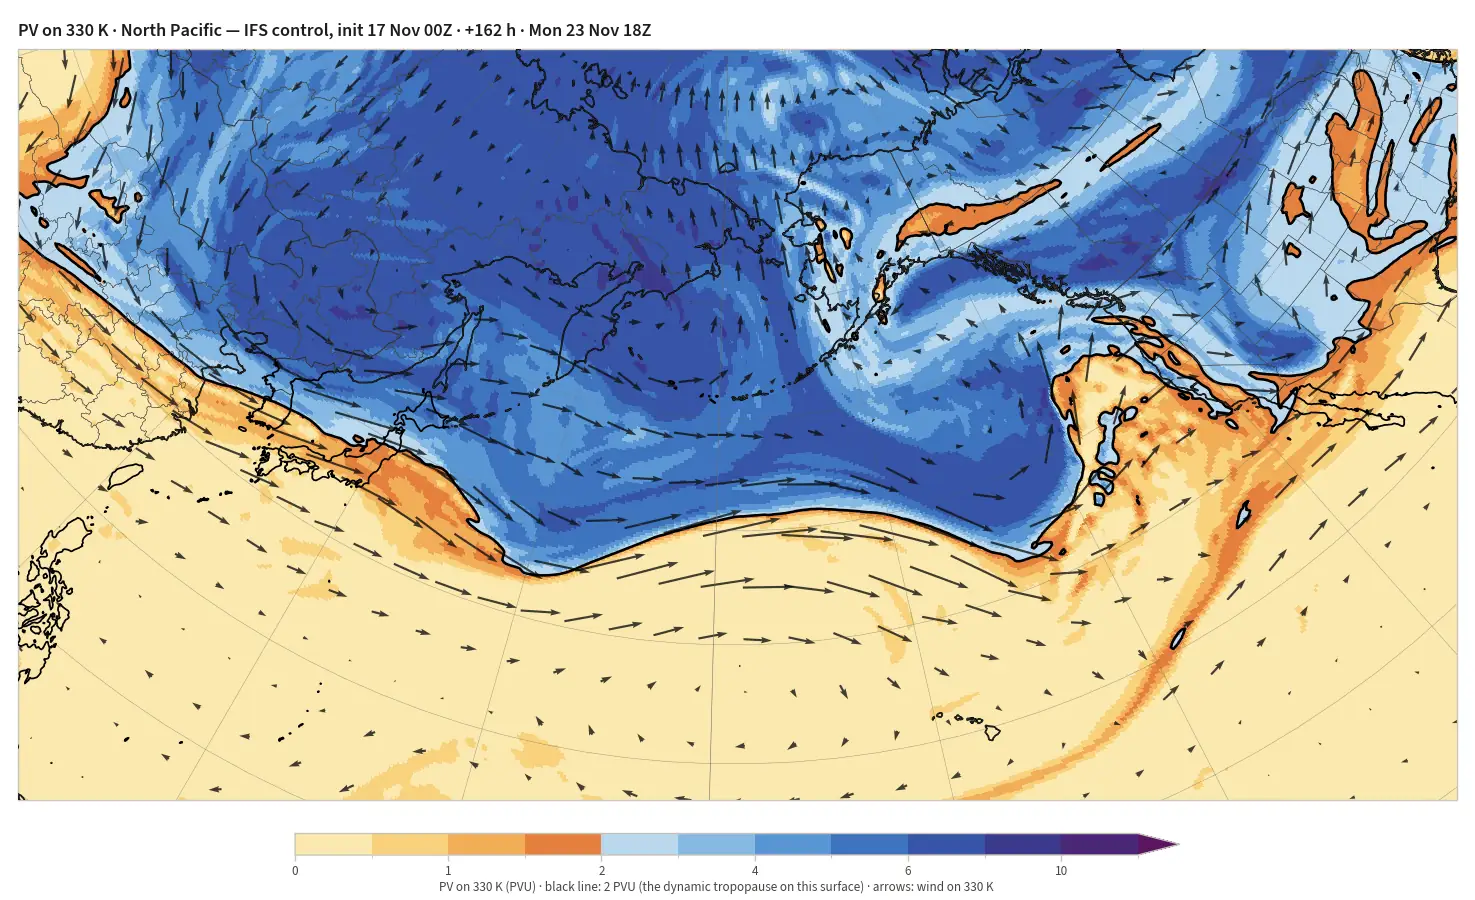 PV on 330 K · North Pacific — IFS control, init 17 Nov 00Z · +162 h · Mon 23 Nov 18Z
0 1 2 4 6 10
PV on 330 K (PVU) · black line: 2 PVU (the dynamic tropopause on this surface) · arrows: wind on 330 K